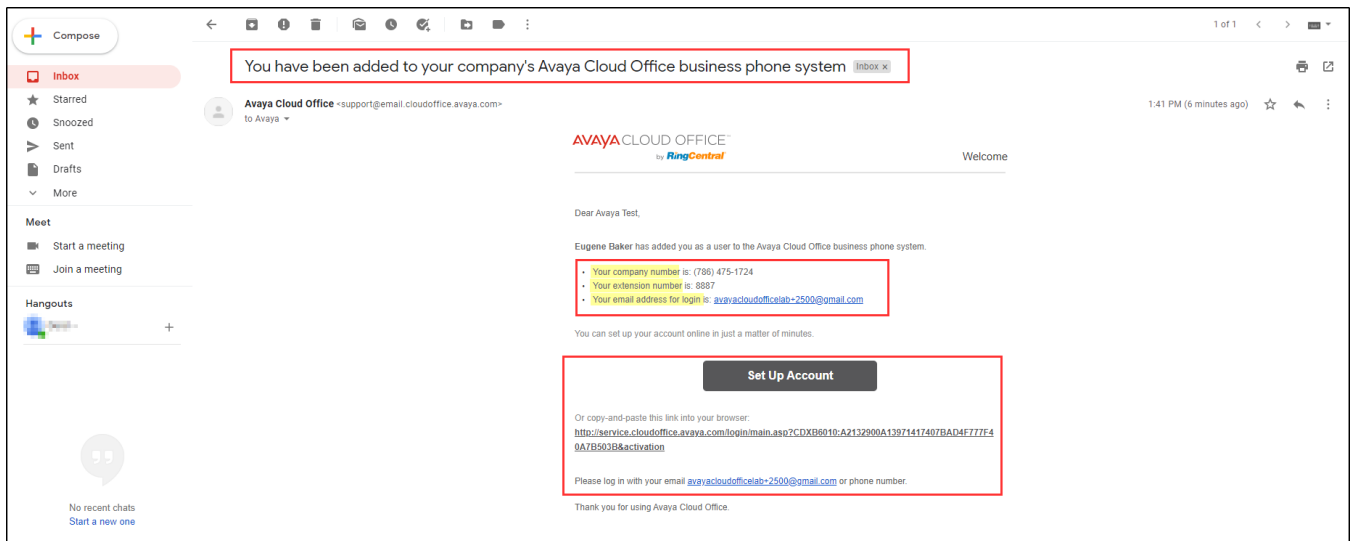 Compose
1 of 1
You have been added to your company's Avaya Cloud Office business phone system Inbox x
Inbox
Starred
Snoozed
Sent
Drafts
More
Meet
Start a meeting
Join a meeting
Hangouts
No recent chats
Start a new one
Avaya Cloud Office <support@email.cloudoffice.avaya.com>
1:41 PM (6 minutes ago)
to Avaya
AVAYA CLOUD OFFICE™
by RingCentral
Welcome
Dear Avaya Test,
Eugene Baker has added you as a user to the Avaya Cloud Office business phone system.
• Your company number is: (786) 475-1724
• Your extension number is: 8887
• Your email address for login is: avayacloudofficelab+2500@gmail.com
You can set up your account online in just a matter of minutes.
Set Up Account
Or copy-and-paste this link into your browser:
http://service.cloudoffice.avaya.com/login/main.asp?CDXB6010:A2132900A13971417407BAD4F777F4
0A7B503B&activation
Please log in with your email avayacloudofficelab+2500@gmail.com or phone number.
Thank you for using Avaya Cloud Office.